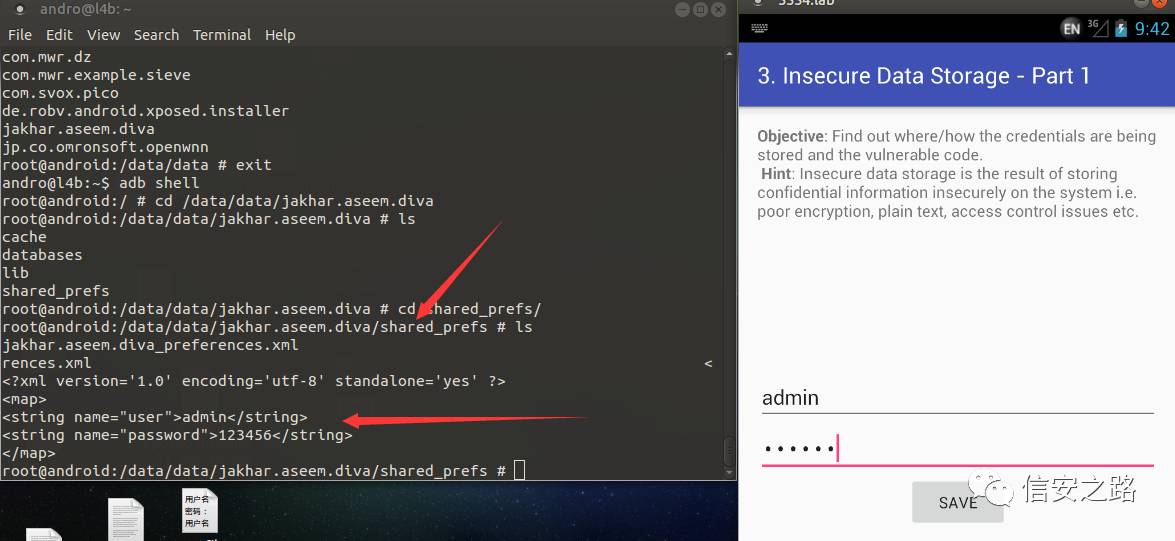 andro@l4b: ~
File Edit View Search Terminal Help
com.mwr.dz
com.mwr.example.sieve
com.svox.pico
de.robv.android.xposed.installer
jakhar.aseem.diva
jp.co.omronsoft.openwnn
root@android:/data/data # exit
andro@l4b:~$ adb shell
root@android:/ # cd /data/data/jakhar.aseem.diva
root@android:/data/data/jakhar.aseem.diva # ls
cache
databases
lib
shared_prefs
root@android:/data/data/jakhar.aseem.diva # cd shared_prefs/
root@android:/data/data/jakhar.aseem.diva/shared_prefs # ls
jakhar.aseem.diva_preferences.xml
rences.xml <
<?xml version='1.0' encoding='utf-8' standalone='yes' ?>
<map>
<string name="user">admin</string>
<string name="password">123456</string>
</map>
root@android:/data/data/jakhar.aseem.diva/shared_prefs #
用户名
密码：
用户名
EN 3G 9:42
3. Insecure Data Storage - Part 1
Objective: Find out where/how the credentials are being
stored and the vulnerable code.
Hint: Insecure data storage is the result of storing
confidential information insecurely on the system i.e.
poor encryption, plain text, access control issues etc.
admin
••••••
SAVE
信安之路